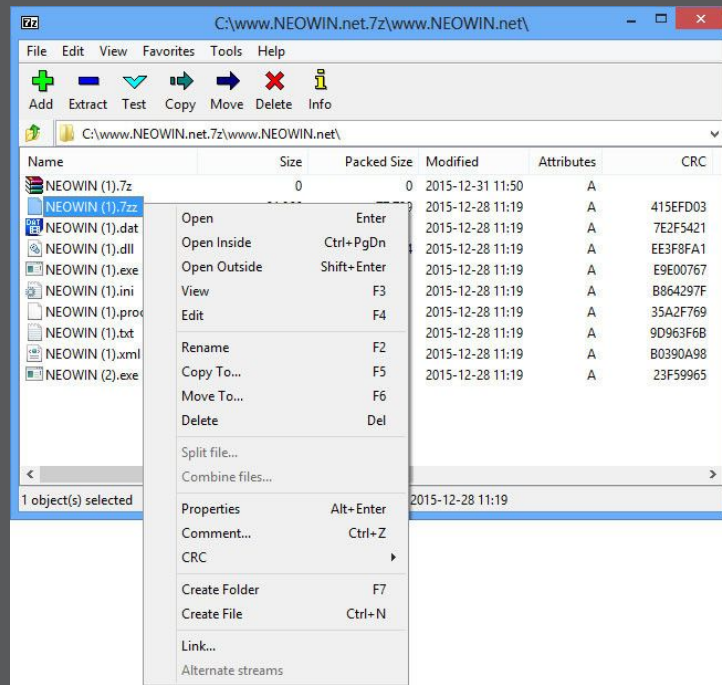 C:\www.NEOWIN.net.7z\www.NEOWIN.net\
File Edit View Favorites Tools Help
Add Extract Test Copy Move Delete Info
C:\www.NEOWIN.net.7z\www.NEOWIN.net\
Name Size Packed Size Modified Attributes CRC
NEOWIN (1).7z 0 0 2015-12-31 11:50 A
NEOWIN (1).7zz 2015-12-28 11:19 A 415EFD03
NEOWIN (1).dat 2015-12-28 11:19 A 7E2F5421
NEOWIN (1).dll 2015-12-28 11:19 A EE3F8FA1
NEOWIN (1).exe 2015-12-28 11:19 A E9E00767
NEOWIN (1).ini 2015-12-28 11:19 A B864297F
NEOWIN (1).pro 2015-12-28 11:19 A 35A2F769
NEOWIN (1).txt 2015-12-28 11:19 A 9D963F6B
NEOWIN (1).xml 2015-12-28 11:19 A B0390A98
NEOWIN (2).exe 2015-12-28 11:19 A 23F59965
Open Enter
Open Inside Ctrl+PgDn
Open Outside Shift+Enter
View F3
Edit F4
Rename F2
Copy To... F5
Move To... F6
Delete Del
Split file...
Combine files...
Properties Alt+Enter
Comment... Ctrl+Z
CRC
Create Folder F7
Create File Ctrl+N
Link...
Alternate streams
1 object(s) selected 2015-12-28 11:19